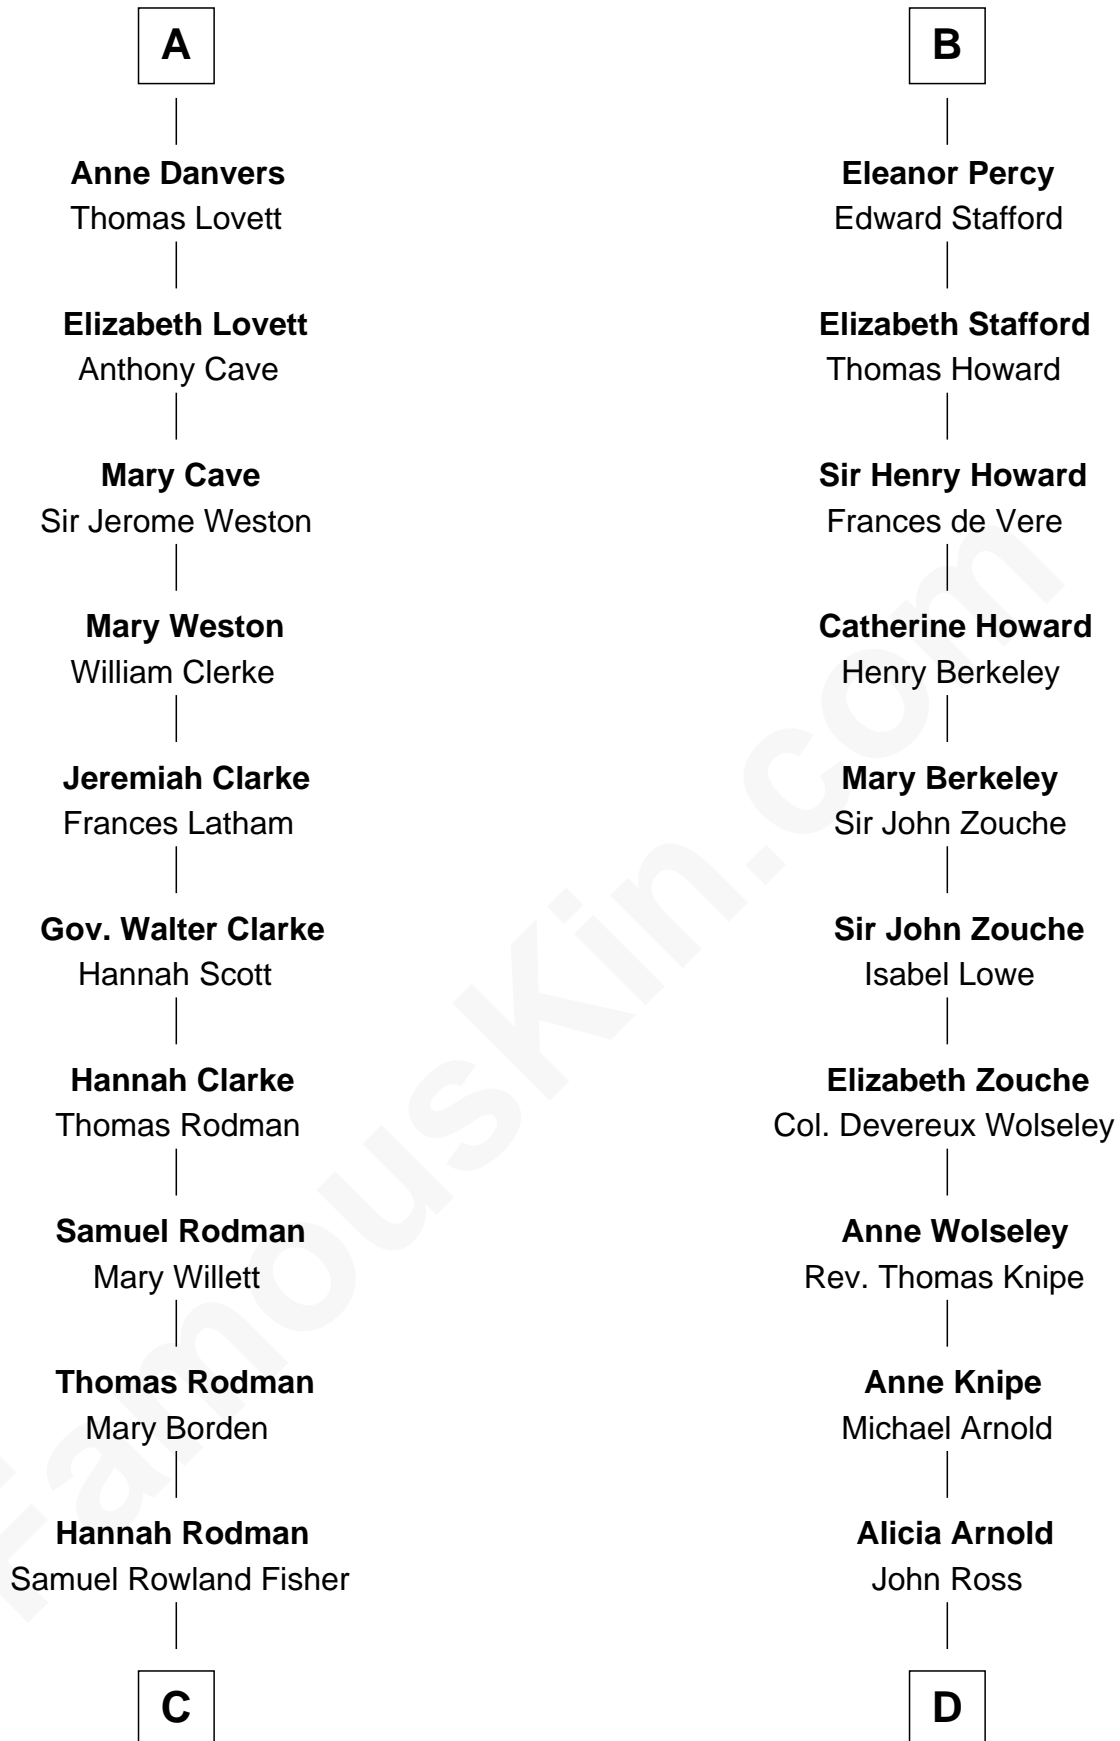 A
Anne Danvers
Thomas Lovett
Elizabeth Lovett
Anthony Cave
Mary Cave
Sir Jerome Weston
Mary Weston
William Clerke
Jeremiah Clarke
Frances Latham
Gov. Walter Clarke
Hannah Scott
Hannah Clarke
Thomas Rodman
Samuel Rodman
Mary Willett
Thomas Rodman
Mary Borden
Hannah Rodman
Samuel Rowland Fisher
C
B
Eleanor Percy
Edward Stafford
Elizabeth Stafford
Thomas Howard
Sir Henry Howard
Frances de Vere
Catherine Howard
Henry Berkeley
Mary Berkeley
Sir John Zouche
Sir John Zouche
Isabel Lowe
Elizabeth Zouche
Col. Devereux Wolseley
Anne Wolseley
Rev. Thomas Knipe
Anne Knipe
Michael Arnold
Alicia Arnold
John Ross
D
FamousKin.com